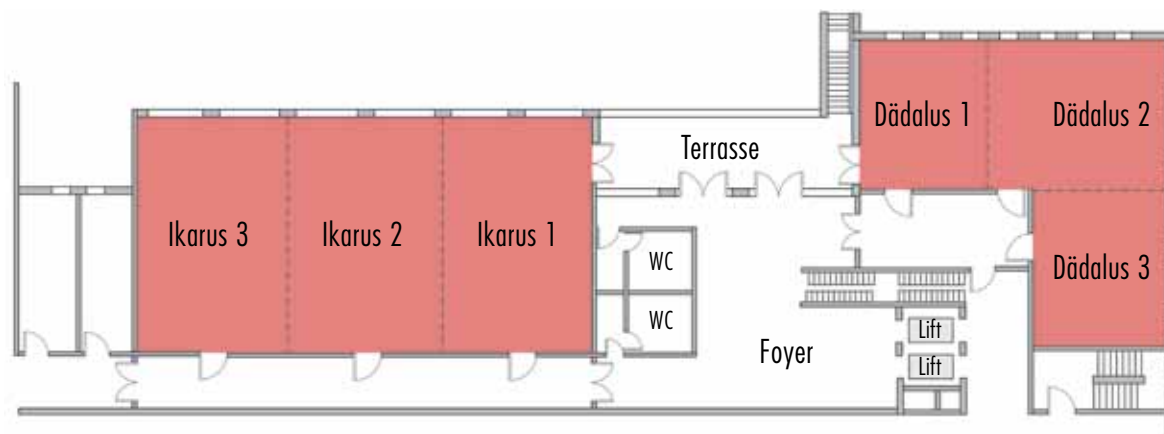 Dädalus 1
Dädalus 2
Terrasse
Ikarus 3
Ikarus 2
Ikarus 1
WC
Dädalus 3
WC
Lift
Foyer
Lift